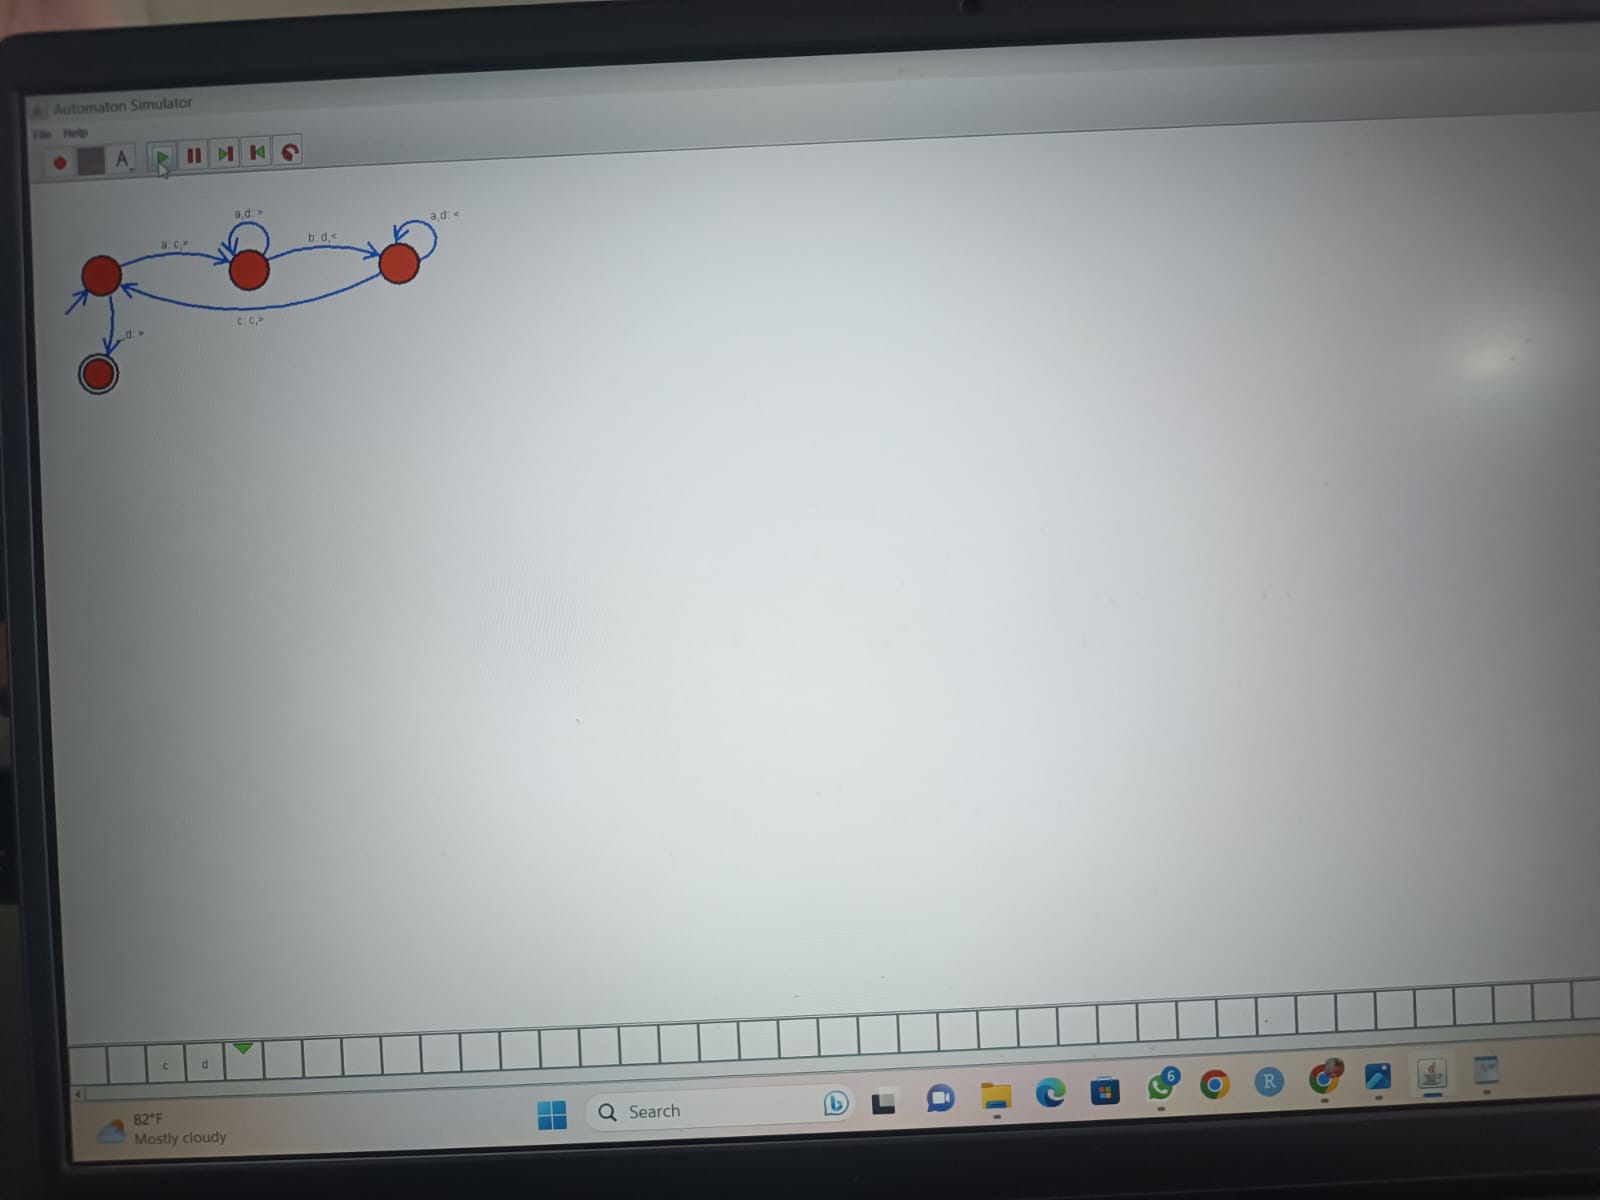 Automaton Simulator
File Help
A
a,d: >
a,d: <
a: c,>
b: d,<
c: c,>
_,d: >
c d
6
R
Search
82°F
Mostly cloudy